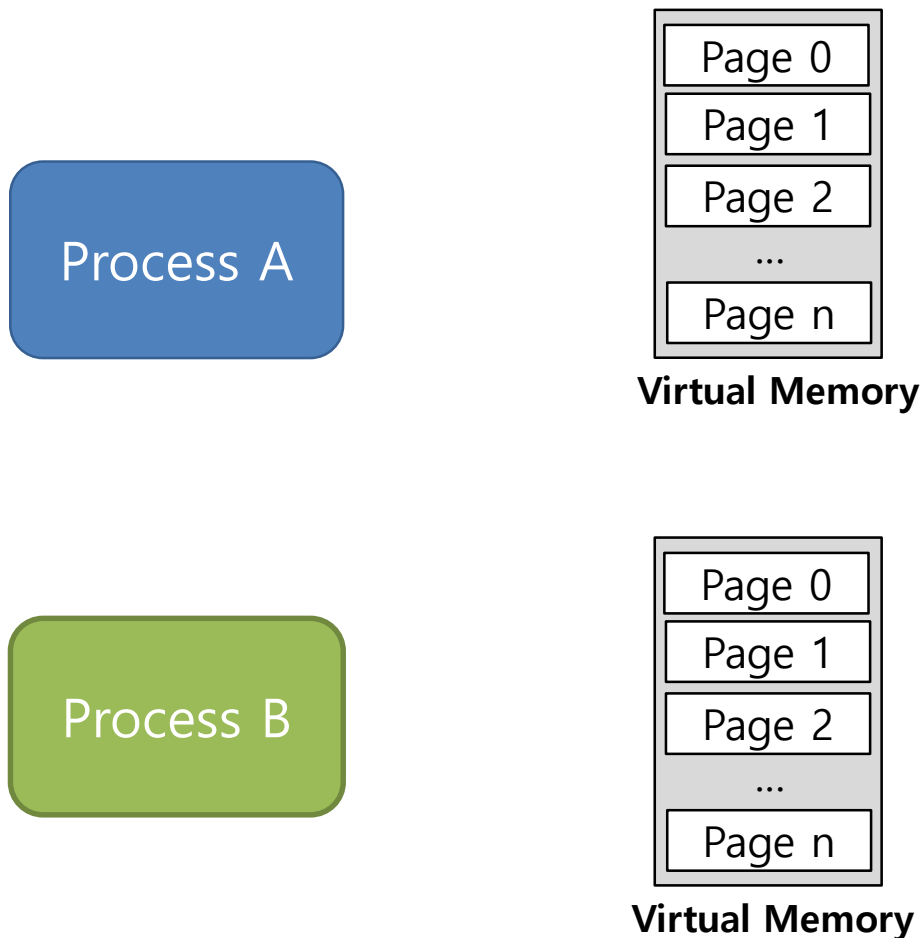 Page 0
Page 1
Process A
Page 2
...
Page n
Virtual Memory
Page 0
Page 1
Process B
Page 2
...
Page n
Virtual Memory